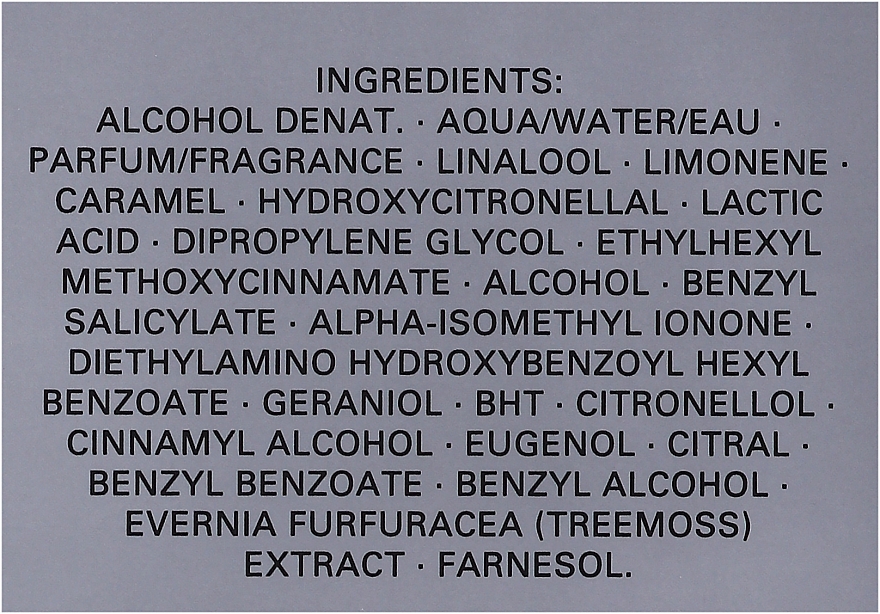 INGREDIENTS:
ALCOHOL DENAT. · AQUA/WATER/EAU ·
PARFUM/FRAGRANCE · LINALOOL · LIMONENE ·
CARAMEL · HYDROXYCITRONELLAL · LACTIC
ACID · DIPROPYLENE GLYCOL · ETHYLHEXYL
METHOXYCINNAMATE · ALCOHOL · BENZYL
SALICYLATE · ALPHA-ISOMETHYL IONONE ·
DIETHYLAMINO HYDROXYBENZOYL HEXYL
BENZOATE · GERANIOL · BHT · CITRONELLOL ·
CINNAMYL ALCOHOL · EUGENOL · CITRAL ·
BENZYL BENZOATE · BENZYL ALCOHOL ·
EVERNIA FURFURACEA (TREEMOSS)
EXTRACT · FARNESOL.